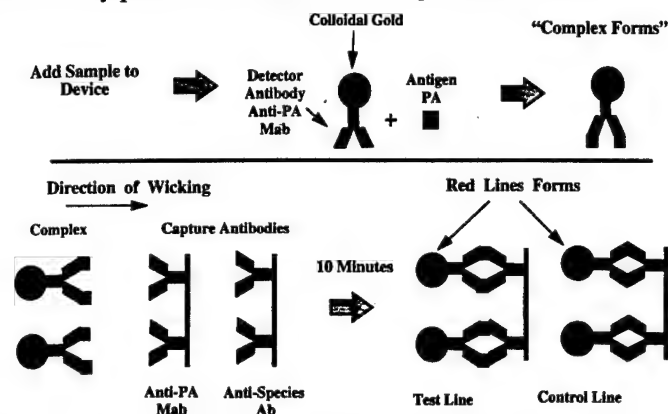 Colloidal Gold
"Complex Forms"
Add Sample to
Device
Detector
Antibody
Anti-PA
Mab
+
Antigen
PA
Direction of Wicking
Red Lines Forms
Complex
Capture Antibodies
10 Minutes
Anti-PA
Mab
Anti-Species
Ab
Test Line
Control Line